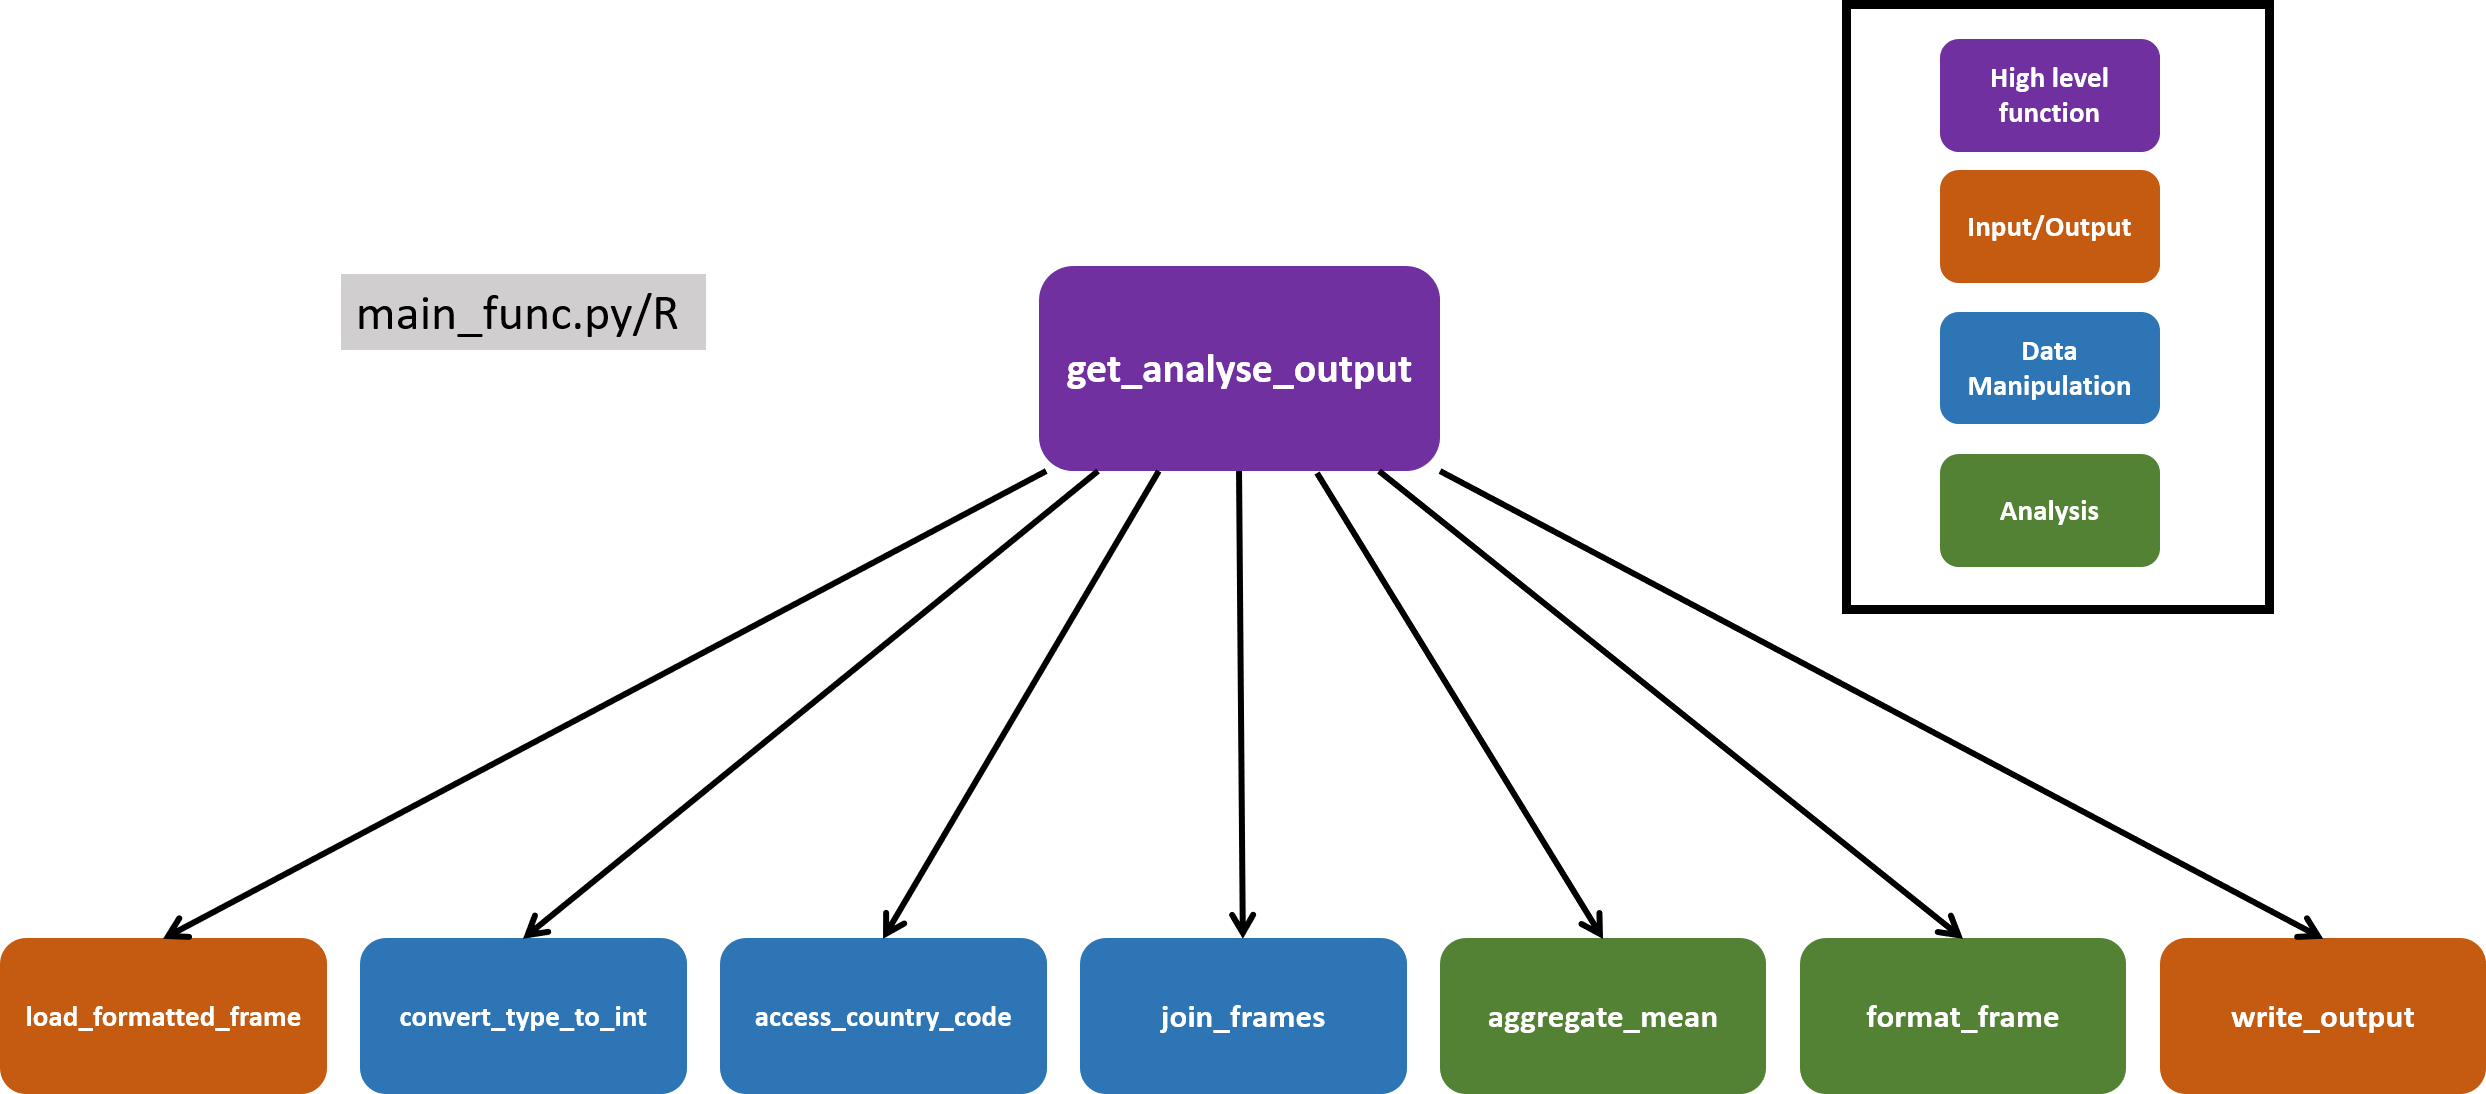 High level
function
Input/Output
Data
Manipulation
Analysis
main_func.py/R
get_analyse_output
load_formatted_frame
convert_type_to_int
access_country_code
join_frames
aggregate_mean
format_frame
write_output